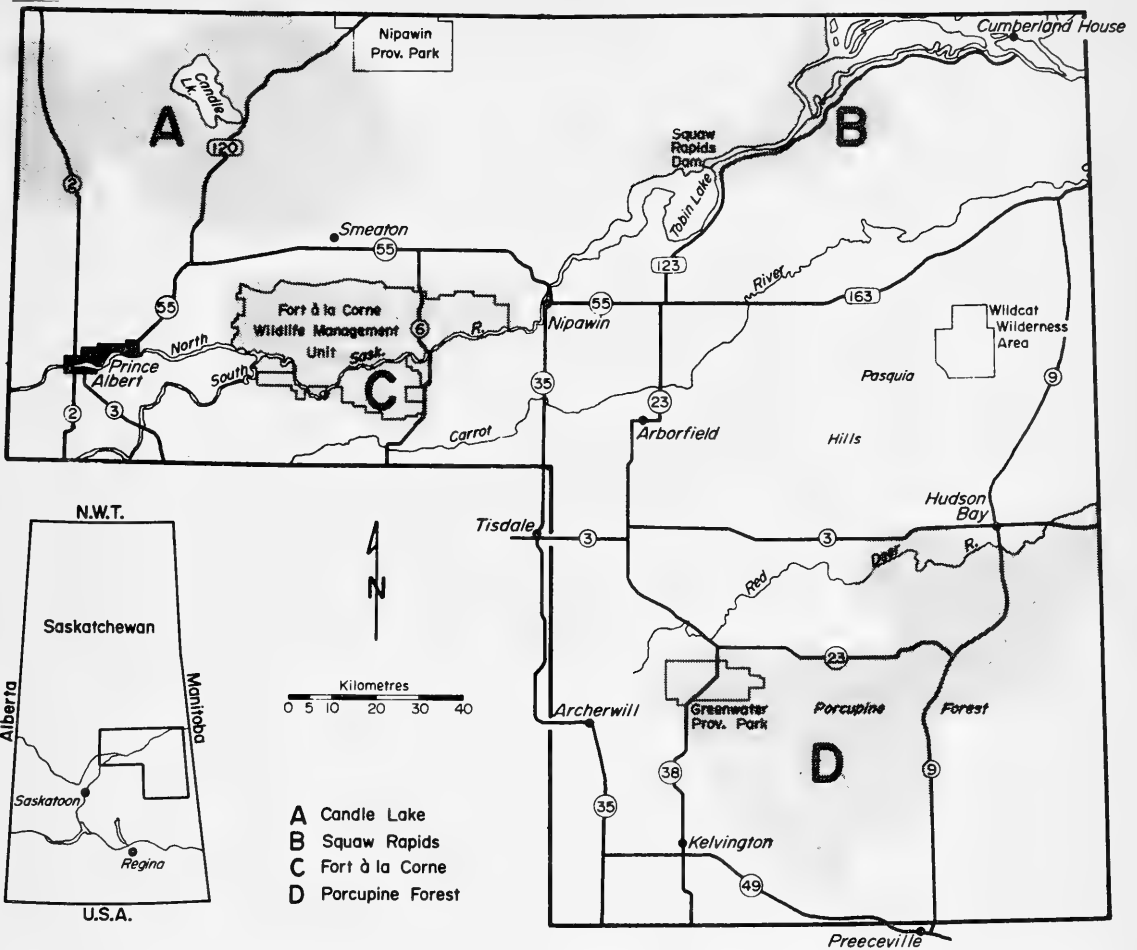 Nipawin
Prov. Park
Cumberland House
Candle
Lk.
A
B
120
Squaw
Rapids
Dam
2
Tobin Lake
Smeaton
55
123
River
55
163
Fort à la Corne
Wildlife Management
Unit
6
R.
Nipawin
55
Wildcat
Wilderness
Area
North
Sask.
Prince
Albert
South
C
Pasquia
9
35
2
3
23
Carrot
Arborfield
Hills
N.W.T.
Tisdale
Hudson
Bay
3
3
Deer
R.
N
Red
Saskatchewan
23
Kilometres
0 5 10 20 30 40
Alberta
Manitoba
Archerwill
Greenwater
Prov. Park
Porcupine
Forest
D
38
9
Saskatoon
35
A Candle Lake
B Squaw Rapids
C Fort à la Corne
D Porcupine Forest
Regina
Kelvington
49
U.S.A.
Preeceville